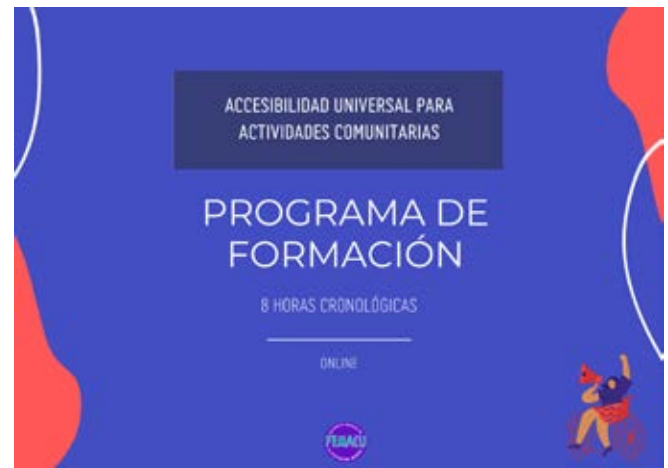 ACCESIBILIDAD UNIVERSAL PARA
ACTIVIDADES COMUNITARIAS
PROGRAMA DE
FORMACIÓN
8 HORAS CRONOLÓGICAS
ONLINE